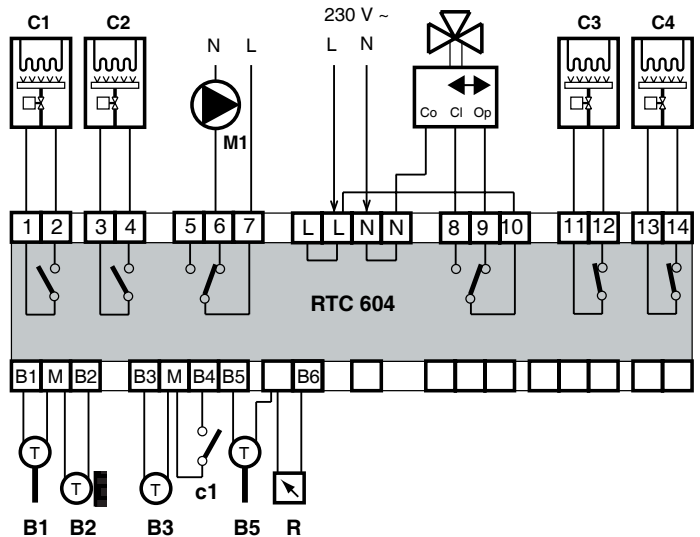 230 V ~
C1 C2 N L L N C3 C4
Co Cl Op
M1
1 2 3 4 5 6 7 L L N N 8 9 10 11 12 13 14
RTC 604
B1 M B2 B3 M B4 B5 B6
T T T T
c1
B1 B2 B3 B5 R